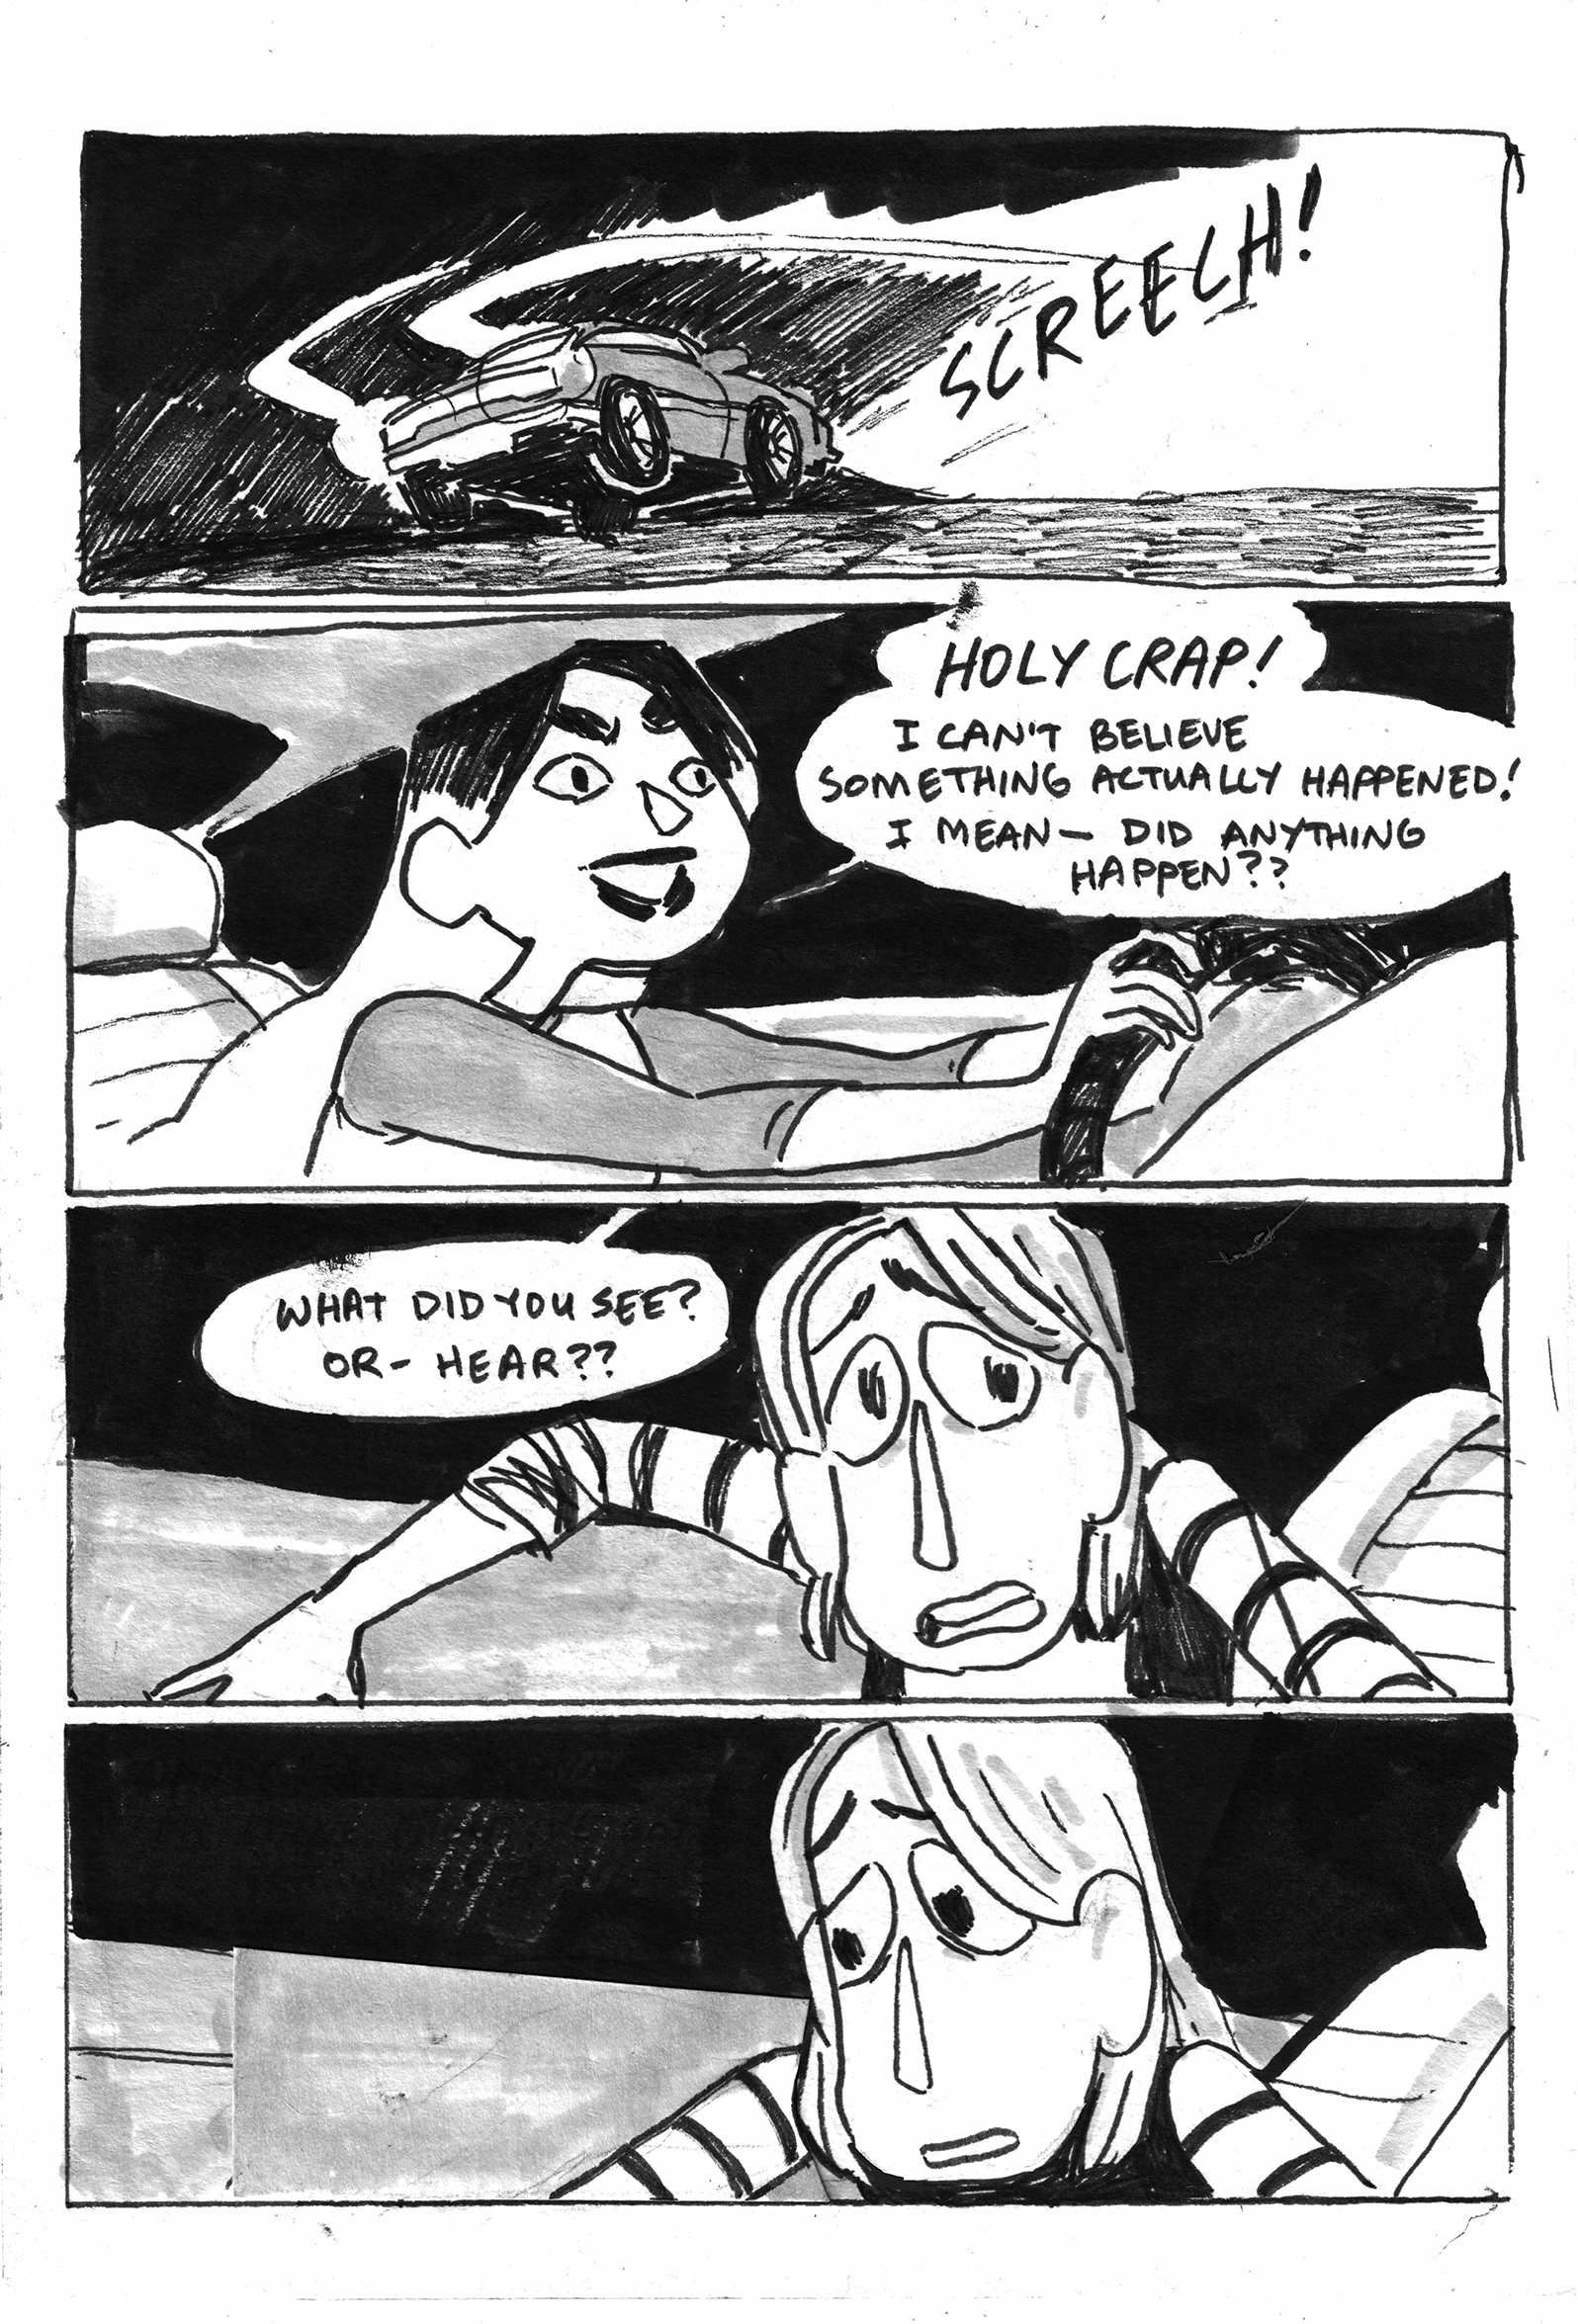 SCREECH!
HOLY CRAP!
I CAN'T BELIEVE
SOMETHING ACTUALLY HAPPENED!
I MEAN— DID ANYTHING
HAPPEN??
WHAT DID YOU SEE?
OR- HEAR??